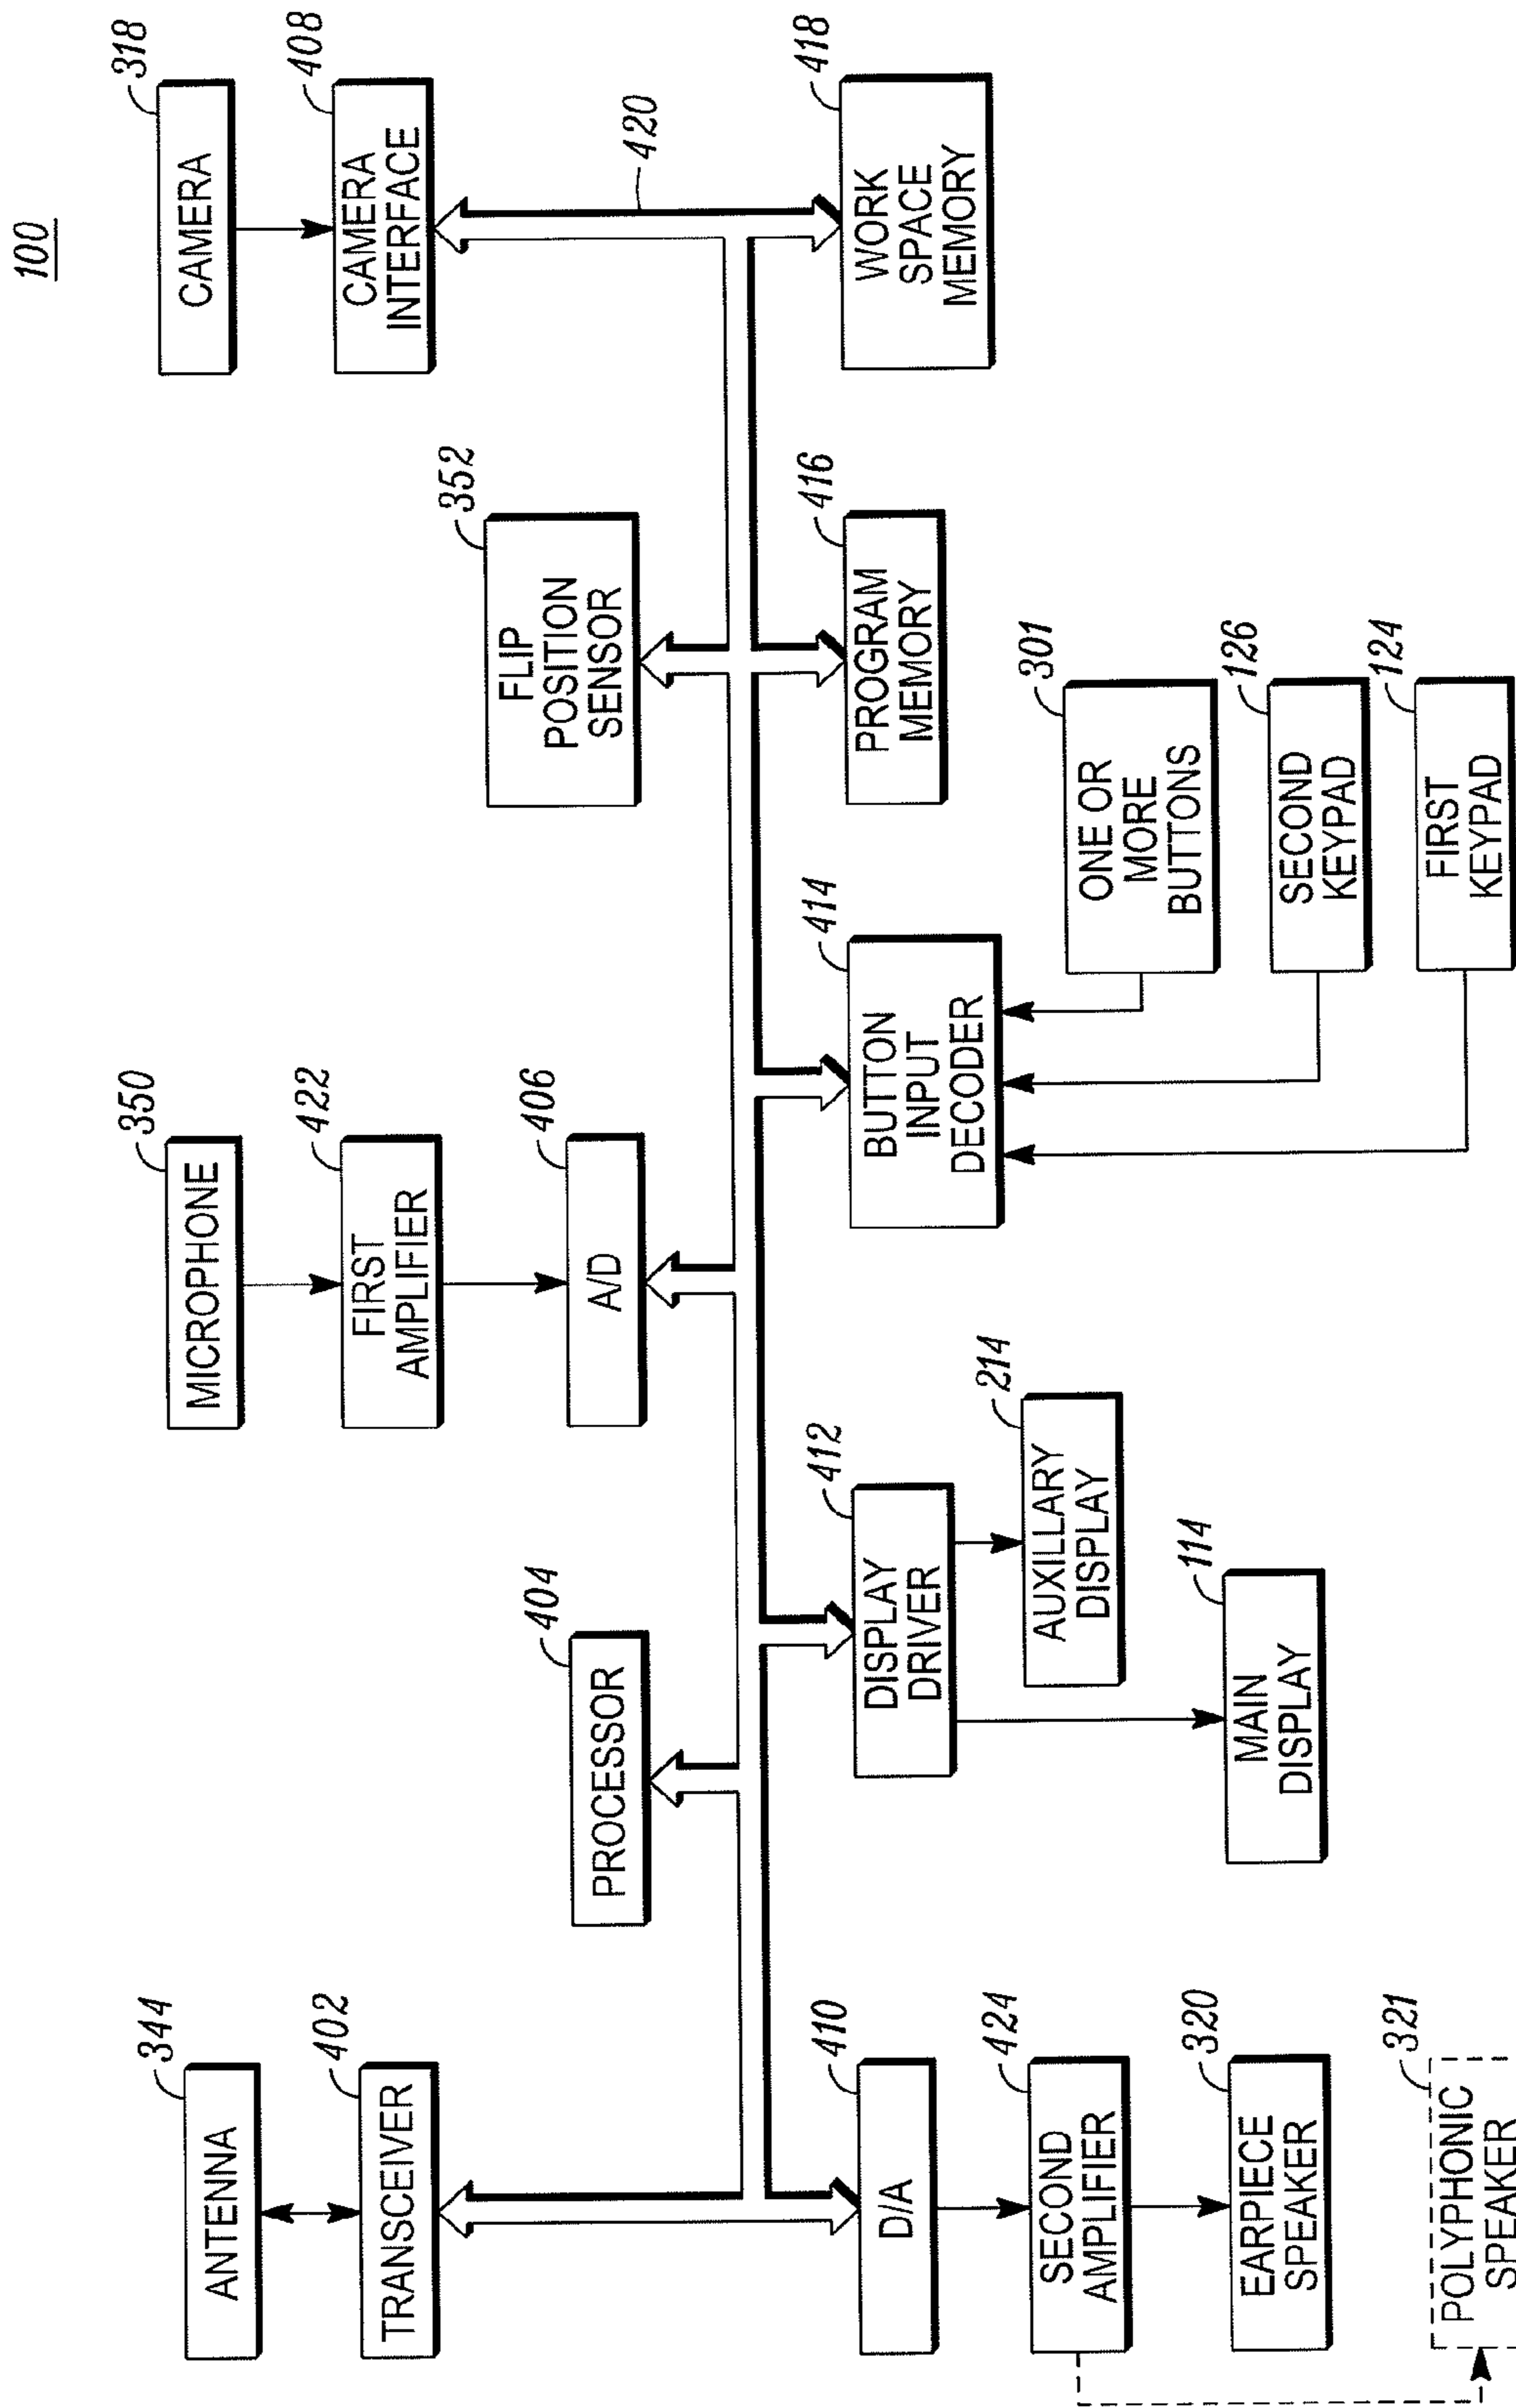 100
344
ANTENNA
402
TRANSCEIVER
350
MICROPHONE
422
FIRST
AMPLIFIER
406
A/D
404
PROCESSOR
352
FLIP
POSITION
SENSOR
318
CAMERA
408
CAMERA
INTERFACE
420
410
D/A
424
SECOND
AMPLIFIER
320
EARPIECE
SPEAKER
321
POLYPHONIC
SPEAKER
412
DISPLAY
DRIVER
214
AUXILLARY
DISPLAY
114
MAIN
DISPLAY
414
BUTTON
INPUT
DECODER
301
ONE OR
MORE
BUTTONS
126
SECOND
KEYPAD
124
FIRST
KEYPAD
416
PROGRAM
MEMORY
418
WORK
SPACE
MEMORY